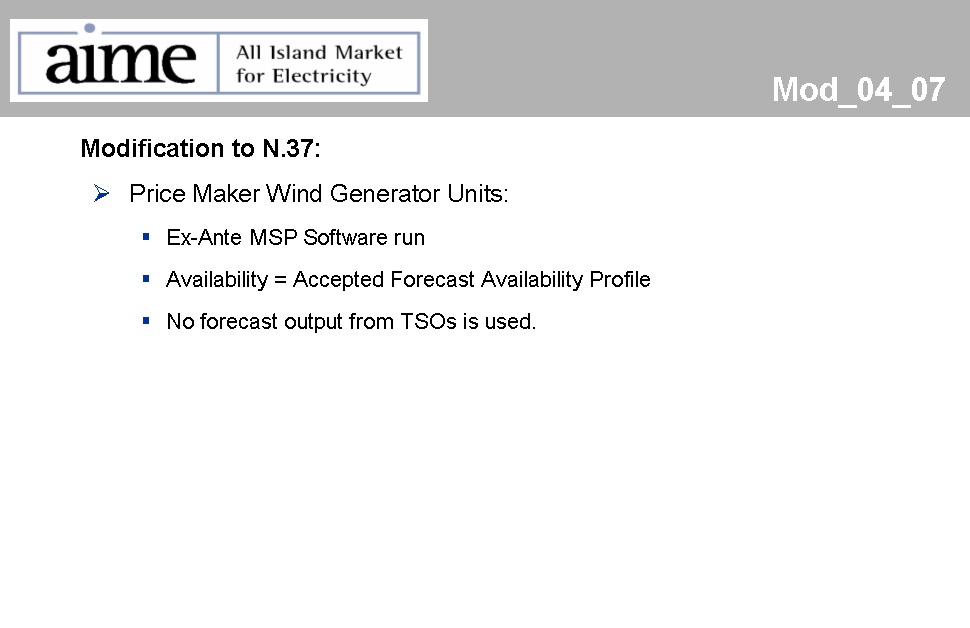 aime
All Island Market
for Electricity
Mod_04_07
Modification to N.37:
Price Maker Wind Generator Units:
Ex-Ante MSP Software run
Availability = Accepted Forecast Availability Profile
No forecast output from TSOs is used.